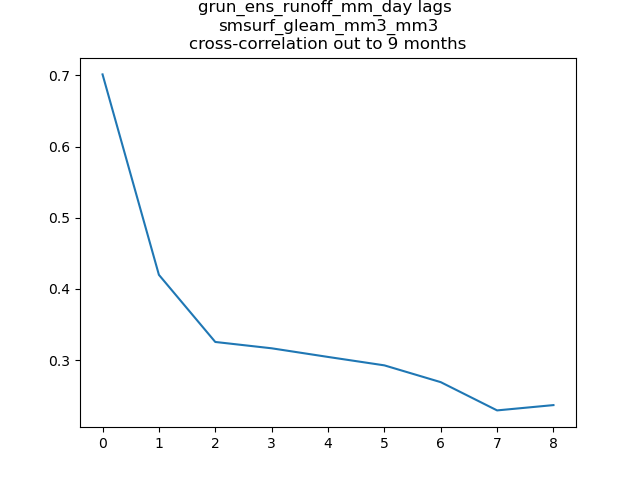 grun_ens_runoff_mm_day lags
smsurf_gleam_mm3_mm3
cross-correlation out to 9 months
0.7
0.6
0.5
0.4
0.3
0 1 2 3 4 5 6 7 8